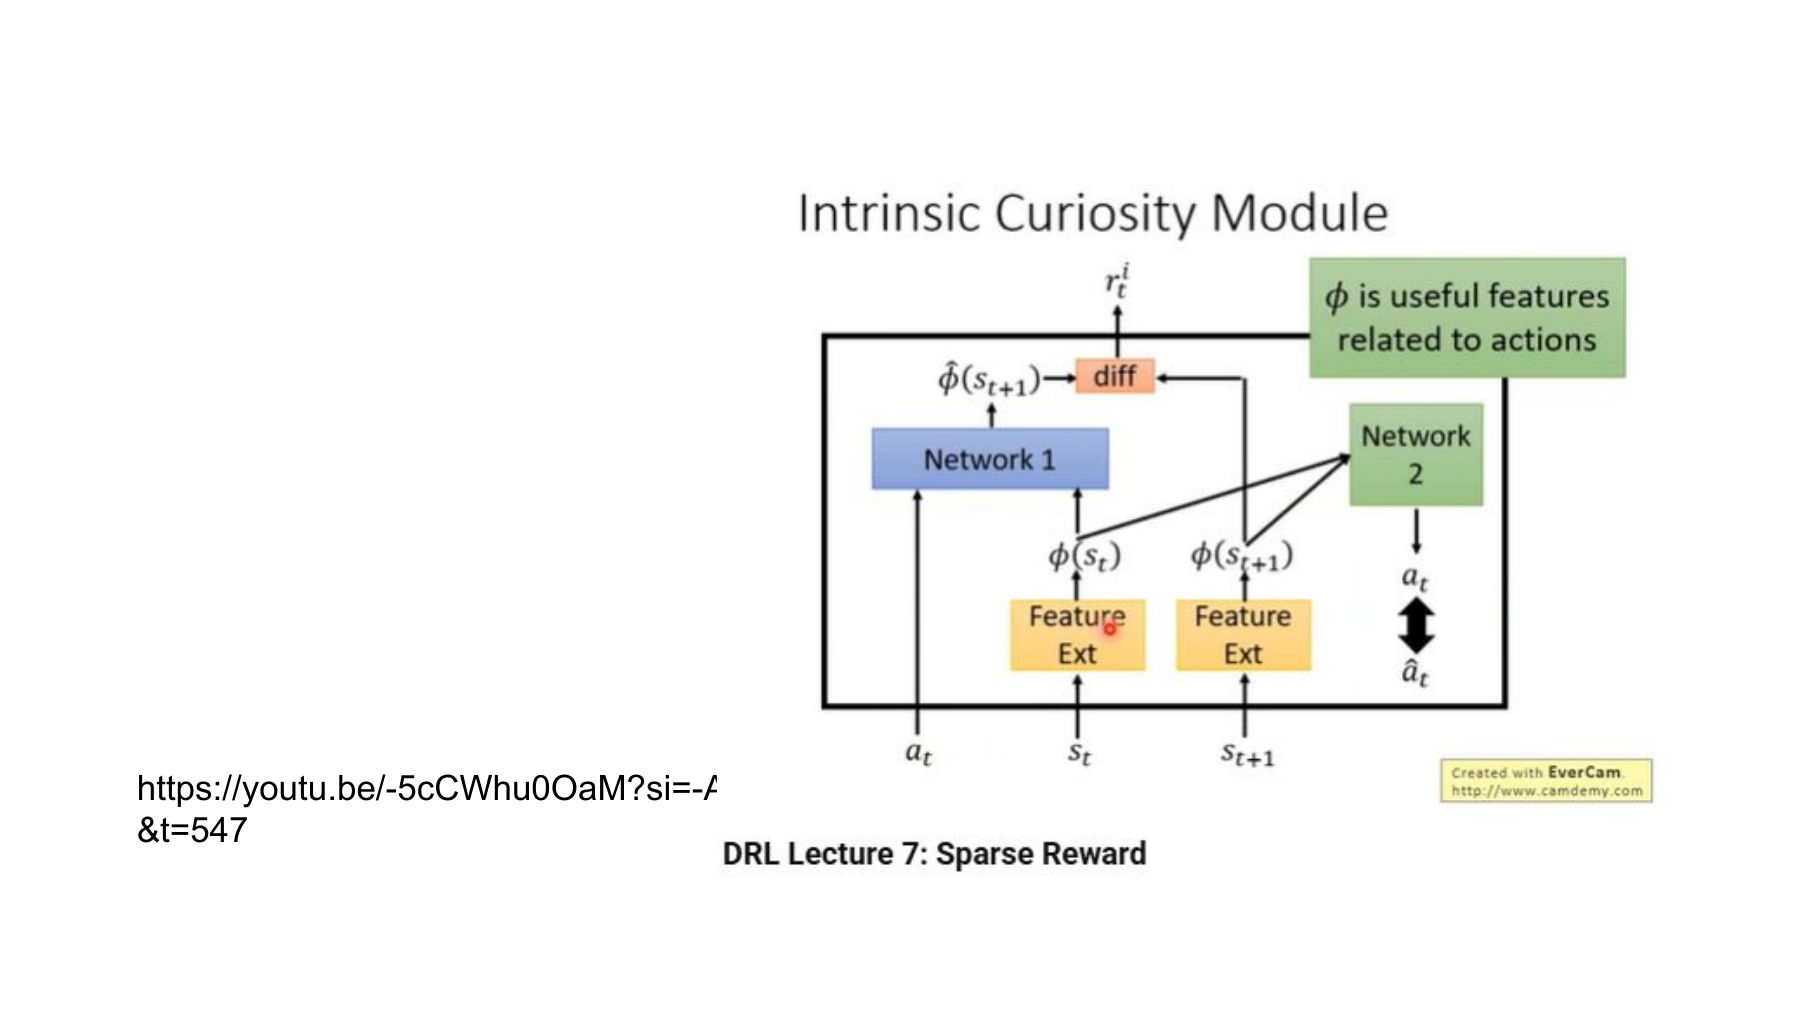 Intrinsic Curiosity Module
r_t^i
ϕ is useful features
related to actions
ϕ̂(s_{t+1})
diff
Network 1
Network
2
ϕ(s_t)
ϕ(s_{t+1})
a_t
Feature
Ext
Feature
Ext
â_t
a_t
s_t
s_{t+1}
https://youtu.be/-5cCWhu0OaM?si=-A
&t=547
Created with EverCam.
http://www.camdemy.com
DRL Lecture 7: Sparse Reward